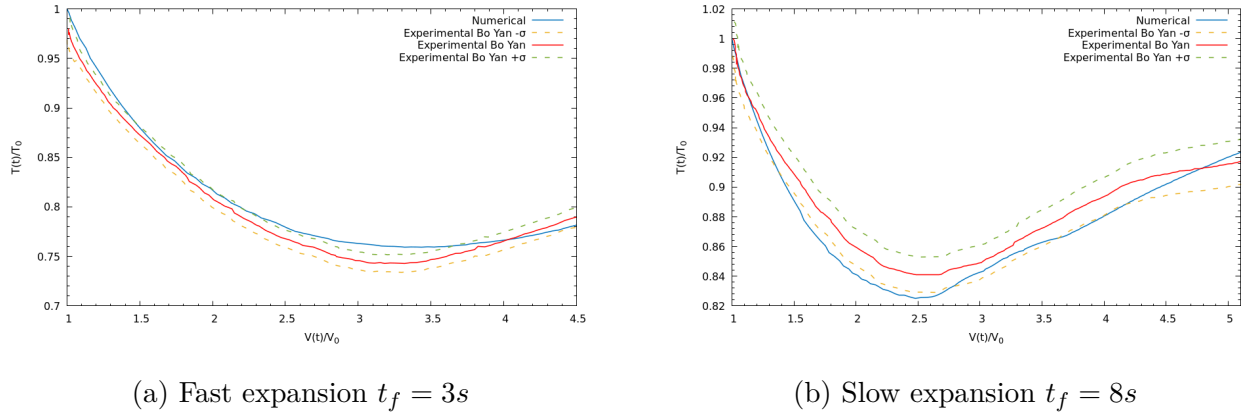 1
0.95
0.9
0.85
0.8
0.75
0.7
T(t)/T₀
1 1.5 2 2.5 3 3.5 4 4.5
V(t)/V₀
Numerical
Experimental Bo Yan -σ
Experimental Bo Yan
Experimental Bo Yan +σ
(a) Fast expansion t_f = 3s
1.02
1
0.98
0.96
0.94
0.92
0.9
0.88
0.86
0.84
0.82
T(t)/T₀
1 1.5 2 2.5 3 3.5 4 4.5 5
V(t)/V₀
Numerical
Experimental Bo Yan -σ
Experimental Bo Yan
Experimental Bo Yan +σ
(b) Slow expansion t_f = 8s